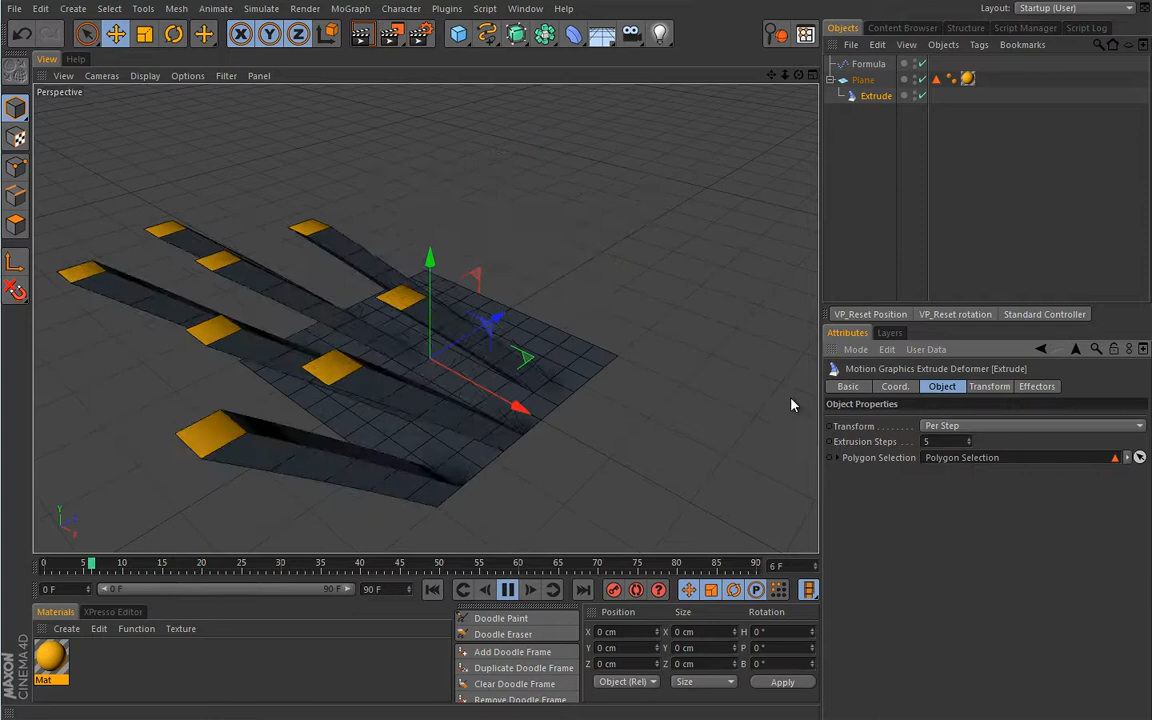 File Edit Create Select Tools Mesh Animate Simulate Render MoGraph Character Plugins Script Window Help
Layout: Startup (User)
X Y Z
Objects Content Browser Structure Script Manager Script Log
File Edit View Objects Tags Bookmarks
View Help
View Cameras Display Options Filter Panel
Perspective
Formula
Plane
Extrude
VP_Reset Position VP_Reset rotation Standard Controller
Attributes Layers
Mode Edit User Data
Motion Graphics Extrude Deformer [Extrude]
Basic Coord. Object Transform Effectors
Object Properties
Transform . . . . . . . . Per Step
Extrusion Steps . . . 5
Polygon Selection Polygon Selection
Y
Z
X
0 5 10 15 20 25 30 35 40 45 50 55 60 65 70 75 80 85 90 6 F
0 F 0 F 90 F 90 F
P
Materials XPresso Editor
Create Edit Function Texture
Mat
Doodle Paint
Doodle Eraser
Add Doodle Frame
Duplicate Doodle Frame
Clear Doodle Frame
Remove Doodle Frame
Position Size Rotation
X 0 cm X 0 cm H 0 °
Y 0 cm Y 0 cm P 0 °
Z 0 cm Z 0 cm B 0 °
Object (Rel) Size Apply
MAXON
CINEMA 4D